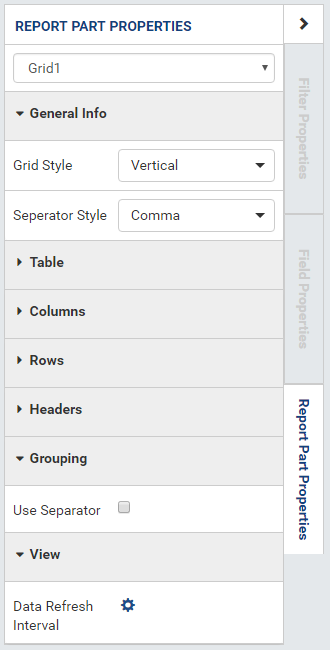 REPORT PART PROPERTIES
Grid1
General Info
Grid Style
Vertical
Seperator Style
Comma
Table
Columns
Rows
Headers
Grouping
Use Separator
View
Data Refresh
Interval
Filter Properties
Field Properties
Report Part Properties